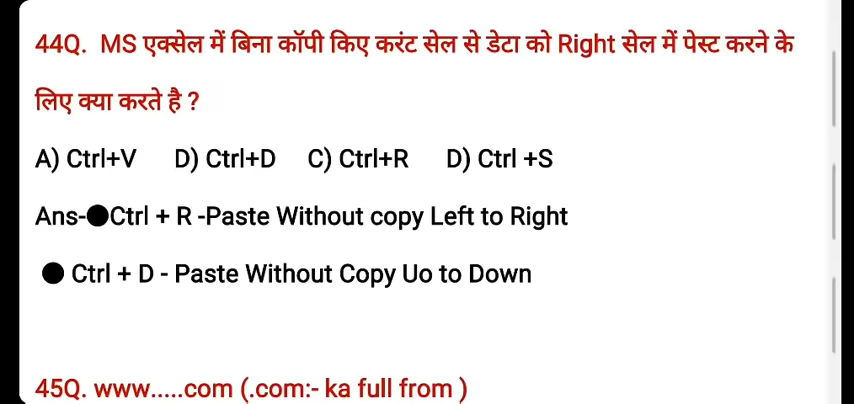 44Q. MS एक्सेल में बिना कॉपी किए करंट सेल से डेटा को Right सेल में पेस्ट करने के
लिए क्या करते है ?
A) Ctrl+V D) Ctrl+D C) Ctrl+R D) Ctrl +S
Ans-●Ctrl + R -Paste Without copy Left to Right
● Ctrl + D - Paste Without Copy Uo to Down
45Q. www.....com (.com:- ka full from )